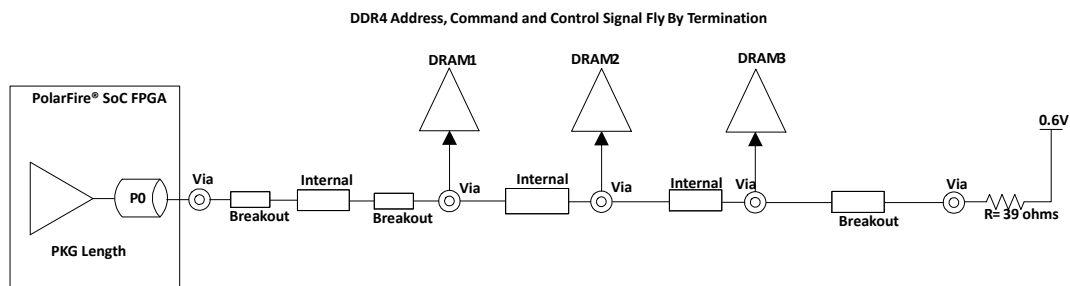 DDR4 Address, Command and Control Signal Fly By Termination
DRAM1
DRAM2
DRAM3
PolarFire® SoC FPGA
0.6V
P0
Via
Internal
Via
Internal
Via
Internal
Via
Via
Breakout
Breakout
Breakout
R= 39 ohms
PKG Length